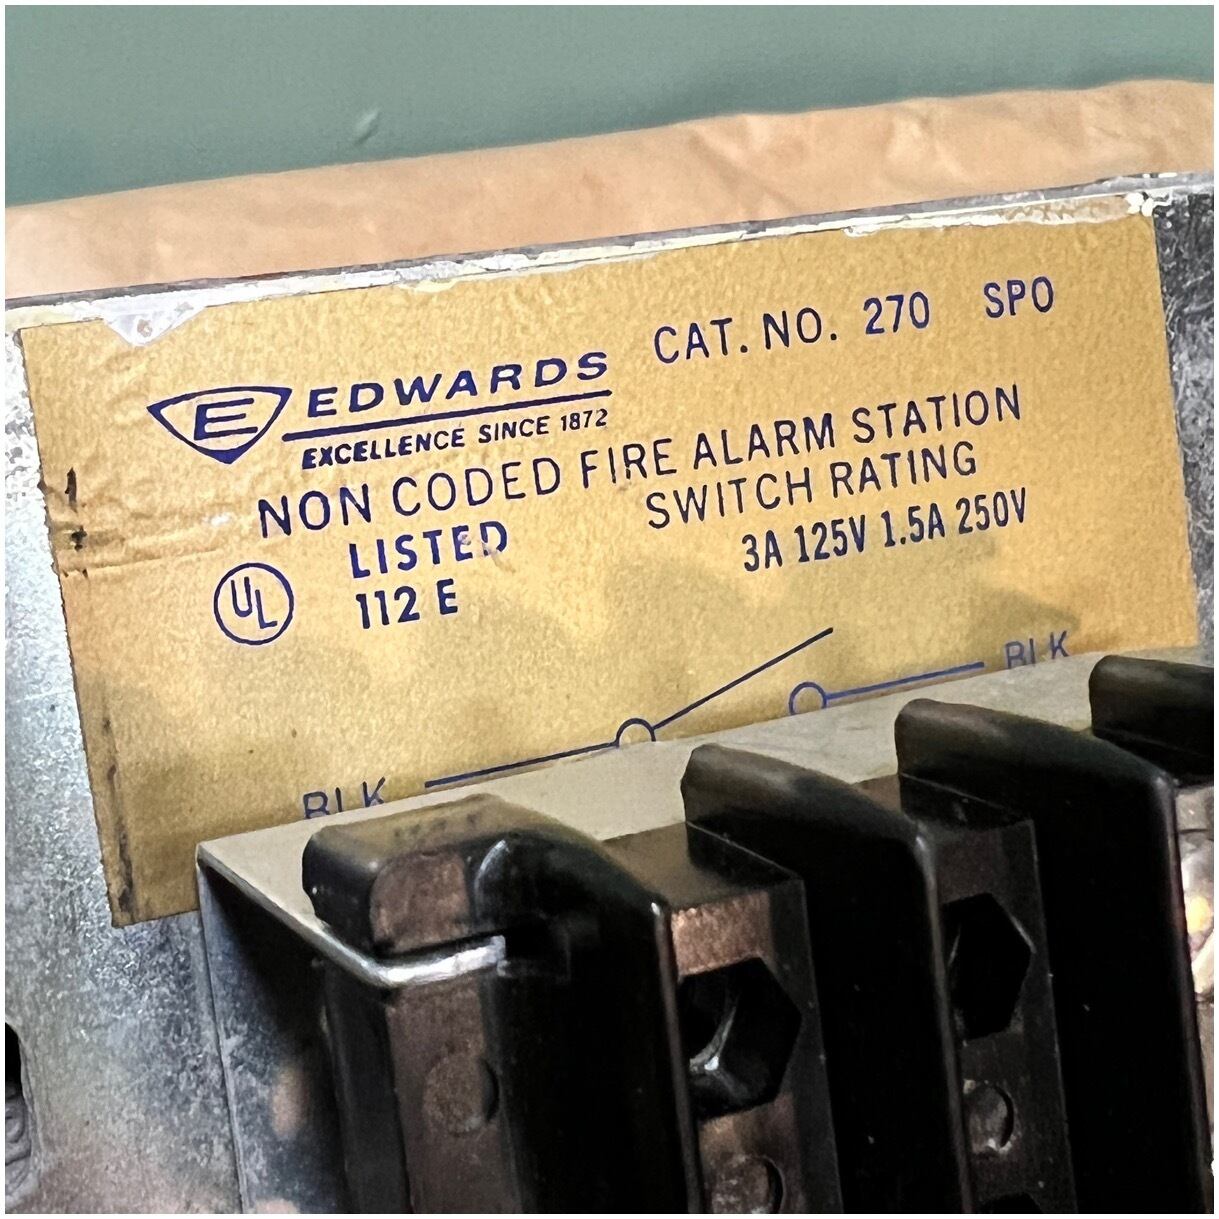 CAT. NO. 270 SPO
E EDWARDS
EXCELLENCE SINCE 1872
NON CODED FIRE ALARM STATION
LISTED
SWITCH RATING
UL
112 E
3A 125V 1.5A 250V
BLK
BLK